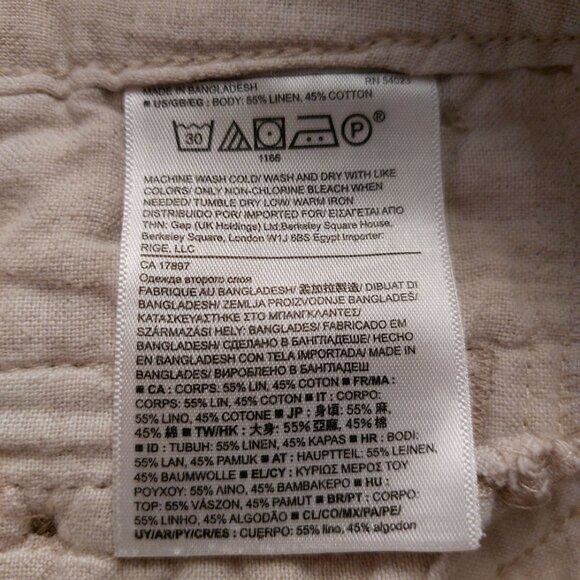 MADE IN BANGLADESH RN 54023
■ US/GB/EG: BODY: 55% LINEN, 45% COTTON
30 P ®
1166
MACHINE WASH COLD/ WASH AND DRY WITH LIKE
COLORS/ ONLY NON-CHLORINE BLEACH WHEN
NEEDED/ TUMBLE DRY LOW/ WARM IRON
DISTRIBUIDO POR/ IMPORTED FOR/ ΕΙΣΑΓΕΤΑΙ ΑΠΟ
ΤΗΝ: Gap (UK Holdings) Ltd,Berkeley Square House,
Berkeley Square, London W1J 6BS Egypt Importer:
RIGE, LLC
CA 17897
Одежда второго слоя
FABRIQUE AU BANGLADESH/ 孟加拉製造/ DIBUAT DI
BANGLADESH/ ZEMLJA PROIZVODNJE BANGLADEŠ/
ΚΑΤΑΣΚΕΥΑΣΤΗΚΕ ΣΤΟ ΜΠΑΝΓΚΛΑΝΤΕΣ/
SZÁRMAZÁSI HELY: BANGLADES/ FABRICADO EM
BANGLADESH/ СДЕЛАНО В БАНГЛАДЕШЕ/ HECHO
EN BANGLADESH CON TELA IMPORTADA/ MADE IN
BANGLADES/ ВИРОБЛЕНО В БАНГЛАДЕШ
■ CA : CORPS: 55% LIN, 45% COTON ■ FR/MA :
CORPS: 55% LIN, 45% COTON ■ IT : CORPO:
55% LINO, 45% COTONE ■ JP : 身頃: 55% 麻,
45% 綿 ■ TW/HK : 大身: 55% 亞麻, 45% 棉
■ ID : TUBUH: 55% LINEN, 45% KAPAS ■ HR : BODI:
55% LAN, 45% PAMUK ■ AT : HAUPTTEIL: 55% LEINEN,
45% BAUMWOLLE ■ EL/CY : ΚΥΡΙΩΣ ΜΕΡΟΣ ΤΟΥ
ΡΟΥΧΟΥ: 55% ΛΙΝΟ, 45% ΒΑΜΒΑΚΕΡΟ ■ HU :
TOP: 55% VÁSZON, 45% PAMUT ■ BR/PT : CORPO:
55% LINHO, 45% ALGODÃO ■ CL/CO/MX/PA/PE/
UY/AR/PY/CR/ES : CUERPO: 55% lino, 45% algodon